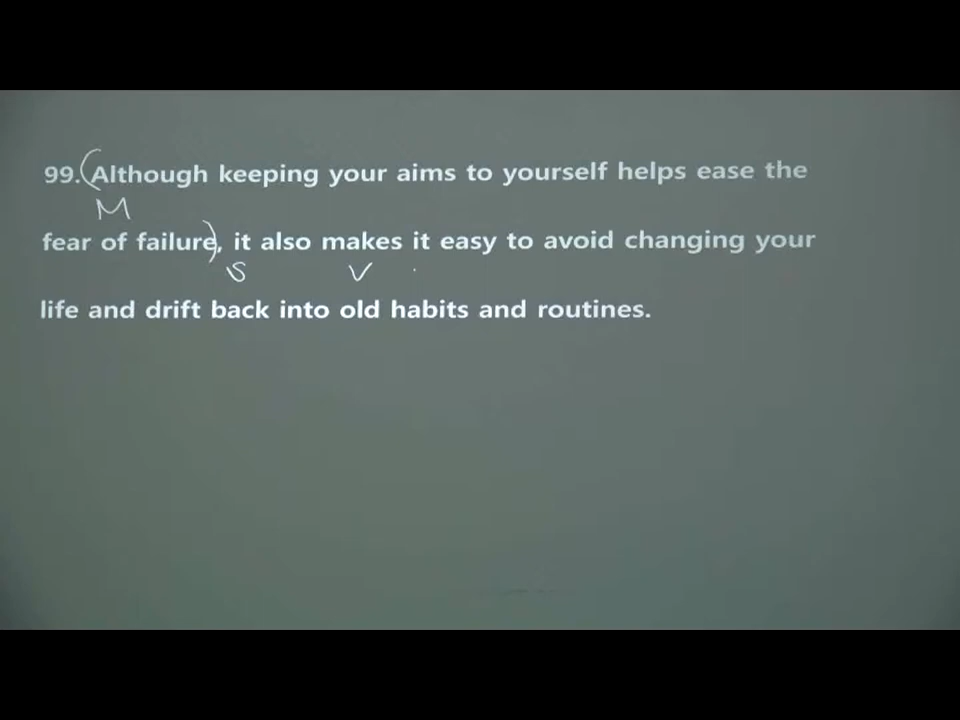 99. (Although keeping your aims to yourself helps ease the
M
fear of failure), it also makes it easy to avoid changing your
S V
life and drift back into old habits and routines.